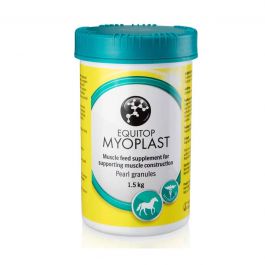 EQUITOP
MYOPLAST
Muscle feed supplement for
supporting muscle construction
Pearl granules
1.5 kg